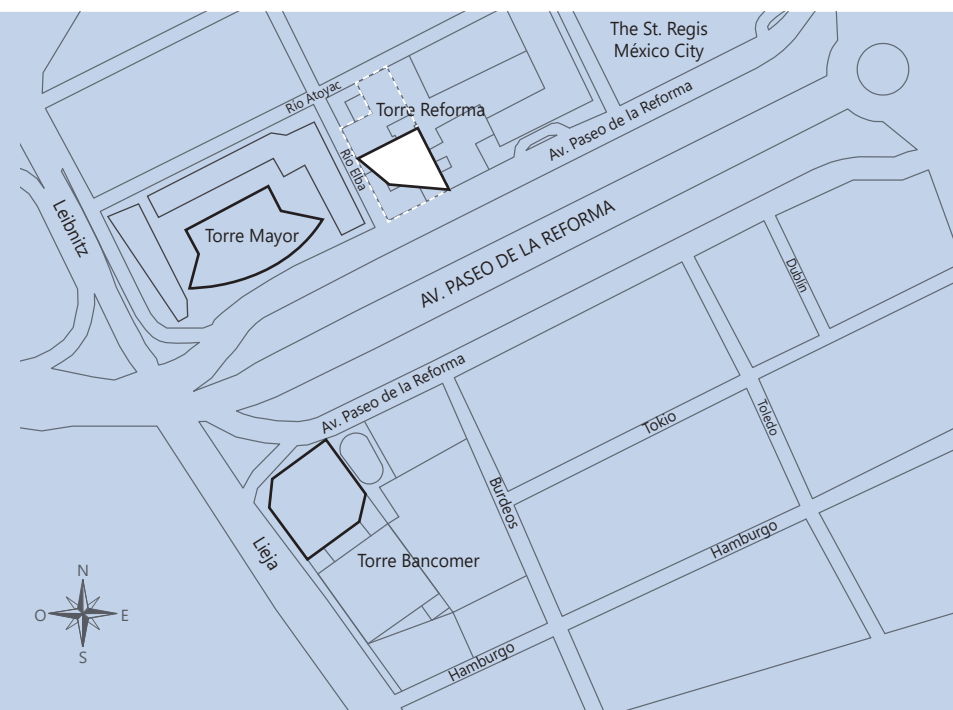 The St. Regis
México City
Río Atoyac
Torre Reforma
Av. Paseo de la Reforma
Río Elba
Leibnitz
Torre Mayor
AV. PASEO DE LA REFORMA
Dublín
Av. Paseo de la Reforma
Tokio
Toledo
Burdeos
Hamburgo
Lieja
Torre Bancomer
N
O
E
S
Hamburgo